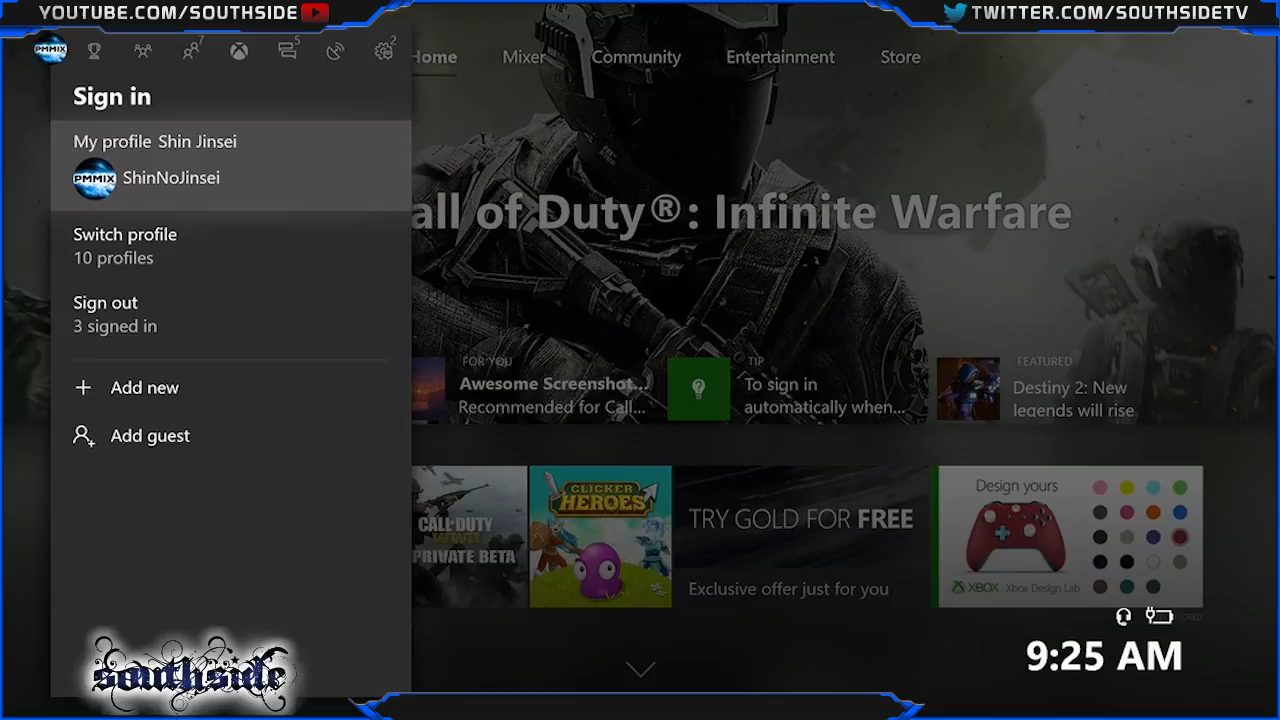 YOUTUBE.COM/SOUTHSIDE
TWITTER.COM/SOUTHSIDETV
PMMIX
7
5
2
Home
Mixer
Community
Entertainment
Store
Sign in
My profile Shin Jinsei
PMMIX
ShinNoJinsei
Switch profile
10 profiles
Sign out
3 signed in
Add new
Add guest
all of Duty®: Infinite Warfare
FOR YOU
Awesome Screenshot...
Recommended for Call...
TIP
To sign in
automatically when...
FEATURED
Destiny 2: New
legends will rise
CALL DUTY
WWII
PRIVATE BETA
CLICKER
HEROES
TRY GOLD FOR FREE
Exclusive offer just for you
Design yours
XBOX Xbox Design Lab
9:25 AM
southside